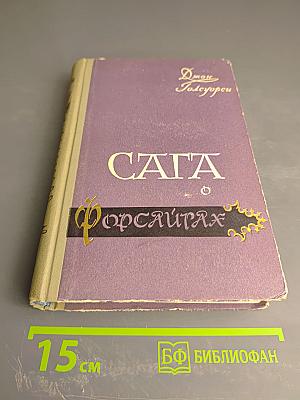 Джон
Голсуорси
САГА
О
ФОРСАЙТАХ
15 см
БФ БИБЛИОФАН